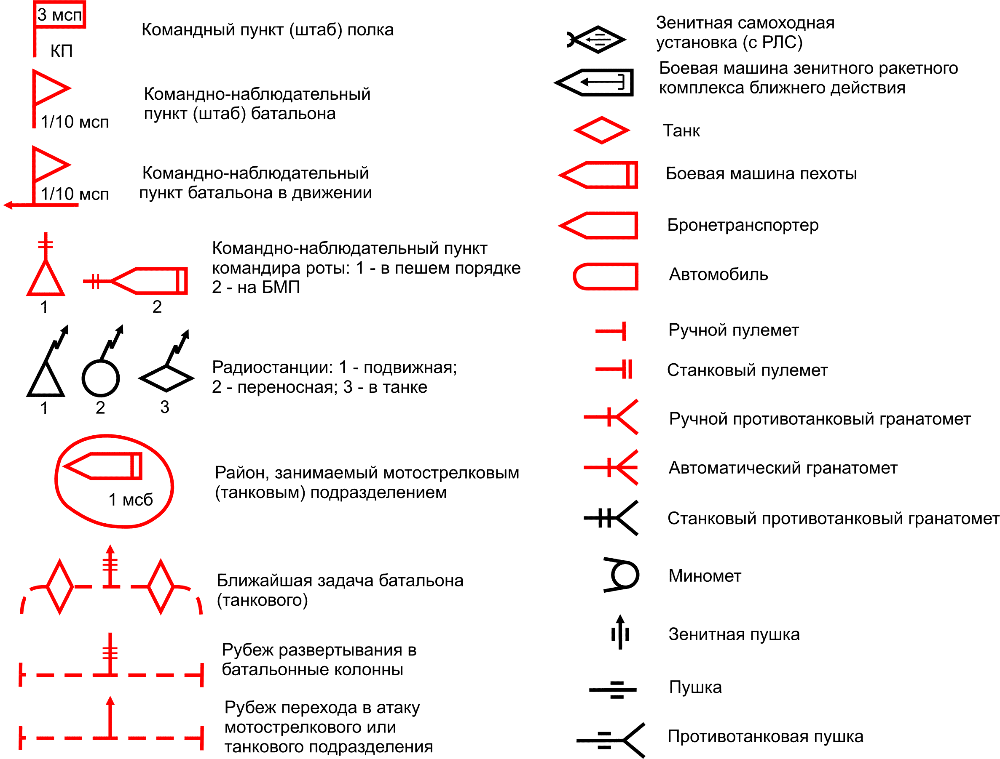 3 мсп
КП
Командный пункт (штаб) полка
1/10 мсп
Командно-наблюдательный
пункт (штаб) батальона
1/10 мсп
Командно-наблюдательный
пункт батальона в движении
1
2
Командно-наблюдательный пункт
командира роты: 1 - в пешем порядке
2 - на БМП
1
2
3
Радиостанции: 1 - подвижная;
2 - переносная; 3 - в танке
1 мсб
Район, занимаемый мотострелковым
(танковым) подразделением
Ближайшая задача батальона
(танкового)
Рубеж развертывания в
батальонные колонны
Рубеж перехода в атаку
мотострелкового или
танкового подразделения
Зенитная самоходная
установка (с РЛС)
Боевая машина зенитного ракетного
комплекса ближнего действия
Танк
Боевая машина пехоты
Бронетранспортер
Автомобиль
Ручной пулемет
Станковый пулемет
Ручной противотанковый гранатомет
Автоматический гранатомет
Станковый противотанковый гранатомет
Миномет
Зенитная пушка
Пушка
Противотанковая пушка